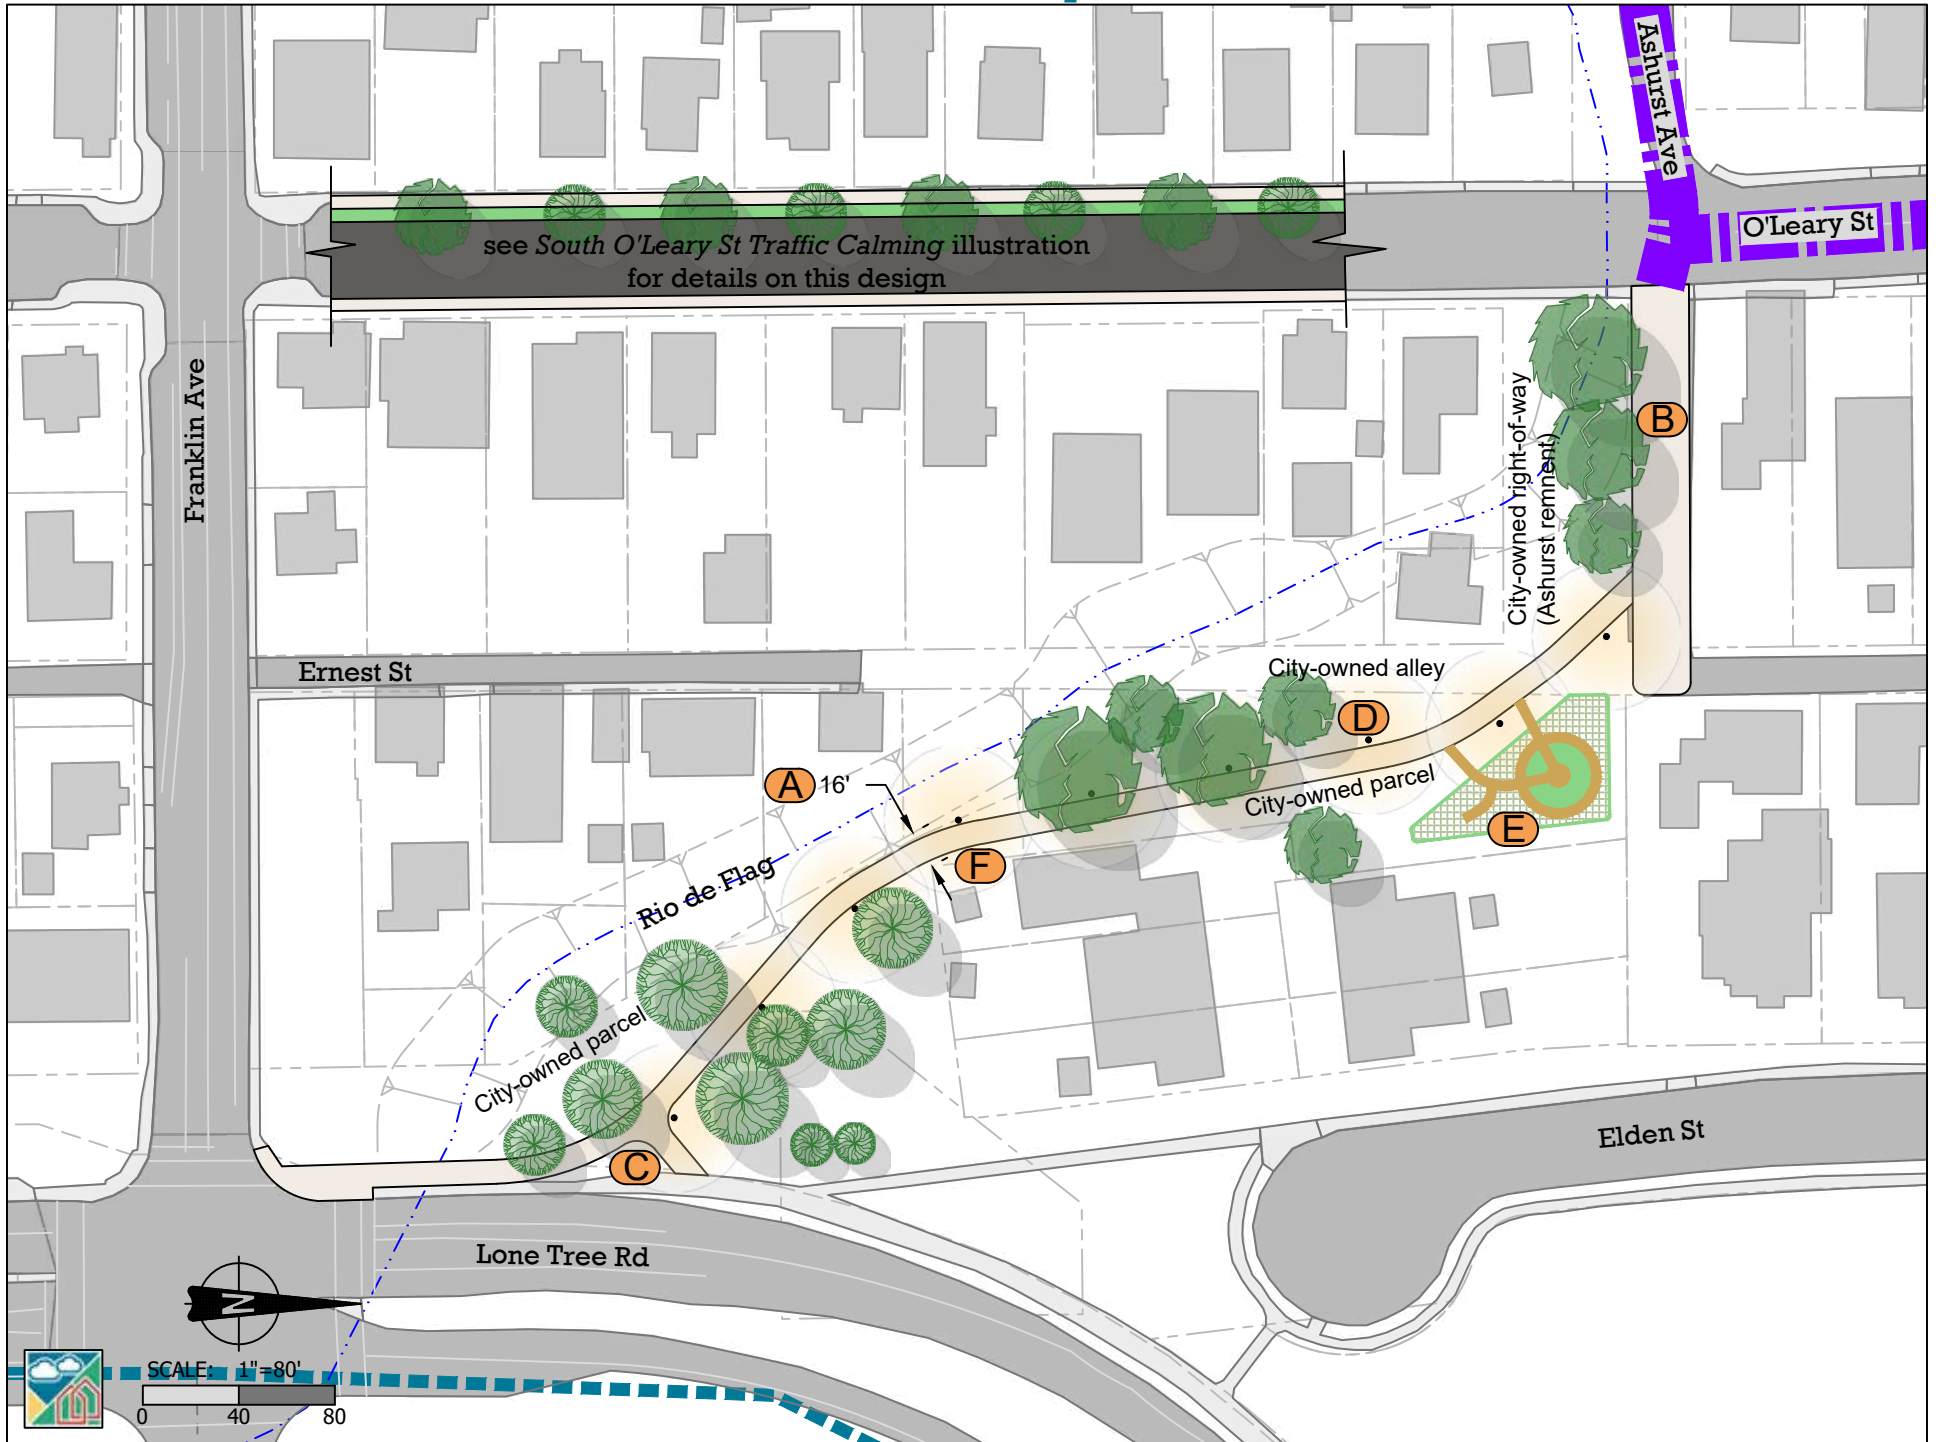 Ashurst Ave
O'Leary St
see South O'Leary St Traffic Calming illustration
for details on this design
Franklin Ave
City-owned right-of-way
(Ashurst remnent)
B
Ernest St
City-owned alley
D
A 16'
City-owned parcel
E
F
Rio de Flag
City-owned parcel
C
Elden St
Lone Tree Rd
N
SCALE: 1"=80'
0 40 80